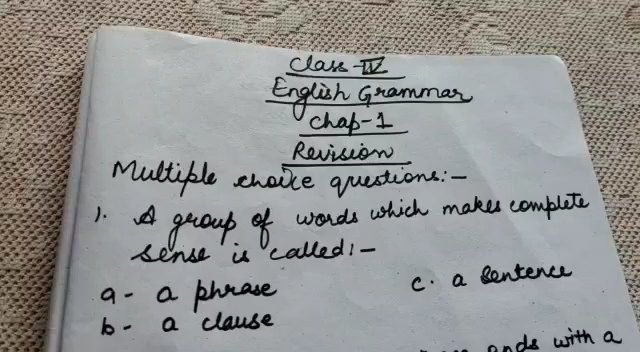 Class-IV
English Grammar
Chap-1
Revision
Multiple choice questions:-
1. A group of words which makes complete
sense is called:-
a- a phrase
c. a sentence
b- a clause
ends with a